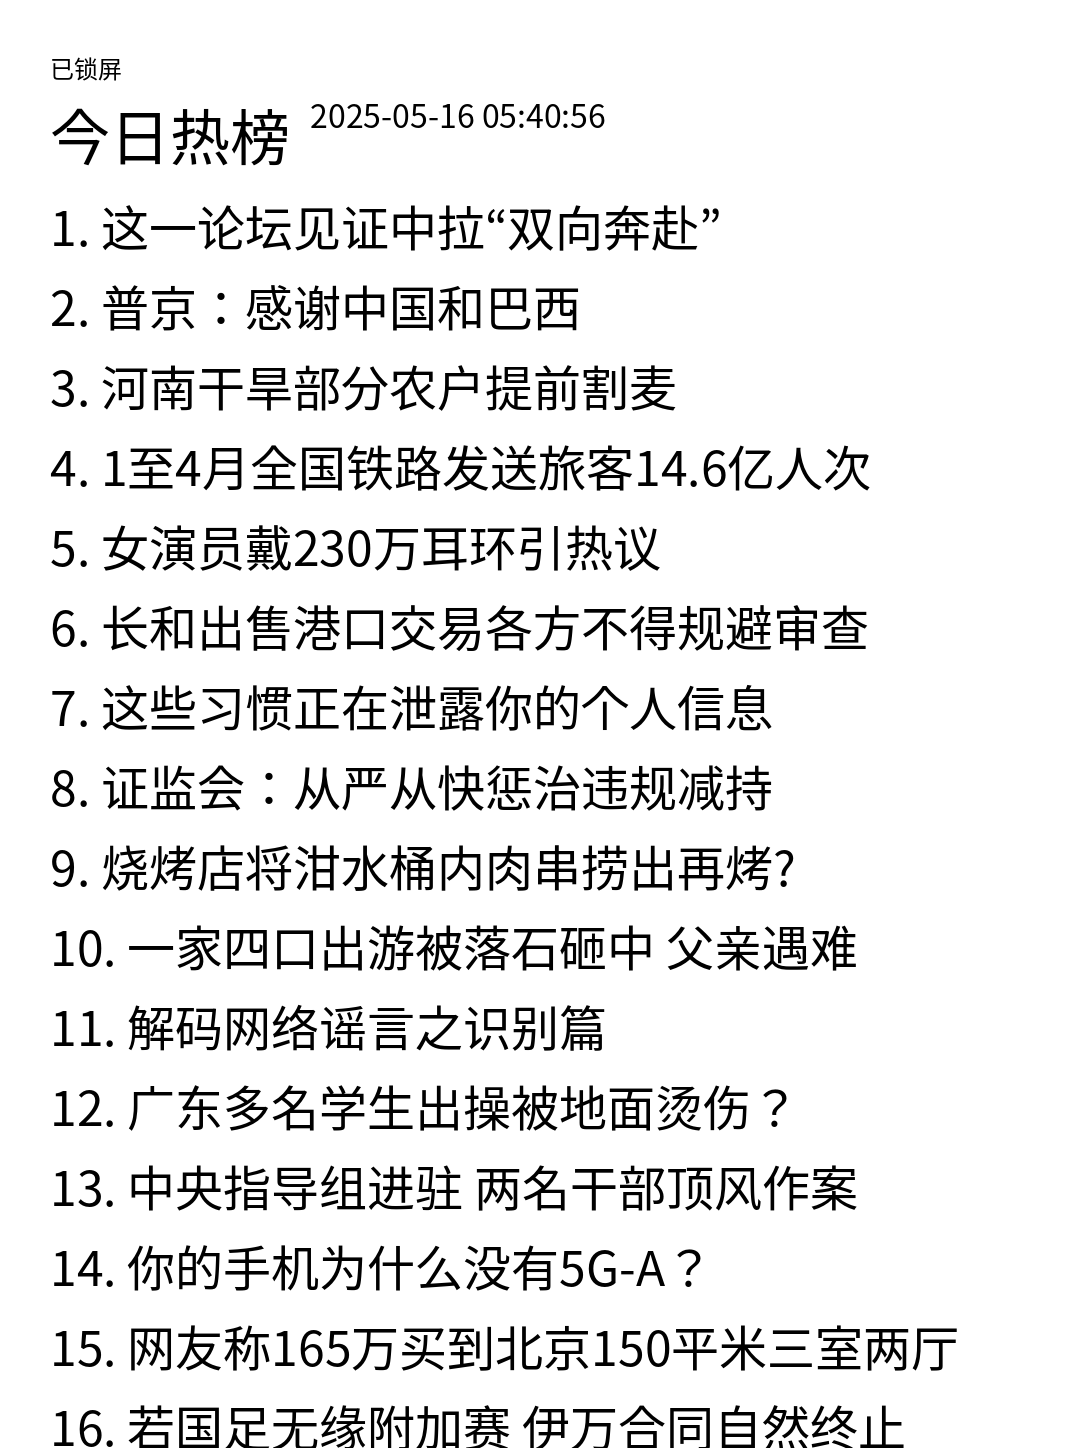 已锁屏
今日热榜 2025-05-16 05:40:56
1. 这一论坛见证中拉“双向奔赴”
2. 普京：感谢中国和巴西
3. 河南干旱部分农户提前割麦
4. 1至4月全国铁路发送旅客14.6亿人次
5. 女演员戴230万耳环引热议
6. 长和出售港口交易各方不得规避审查
7. 这些习惯正在泄露你的个人信息
8. 证监会：从严从快惩治违规减持
9. 烧烤店将泔水桶内肉串捞出再烤?
10. 一家四口出游被落石砸中 父亲遇难
11. 解码网络谣言之识别篇
12. 广东多名学生出操被地面烫伤？
13. 中央指导组进驻 两名干部顶风作案
14. 你的手机为什么没有5G-A？
15. 网友称165万买到北京150平米三室两厅
16. 若国足无缘附加赛 伊万合同自然终止